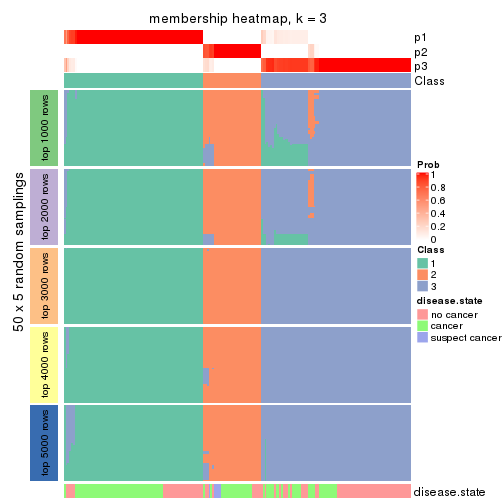 membership heatmap, k = 3
p1
p2
p3
Class
50 x 5 random samplings
top 1000 rows
top 2000 rows
top 3000 rows
top 4000 rows
top 5000 rows
Prob
1
0.8
0.6
0.4
0.2
0
Class
1
2
3
disease.state
no cancer
cancer
suspect cancer
disease.state